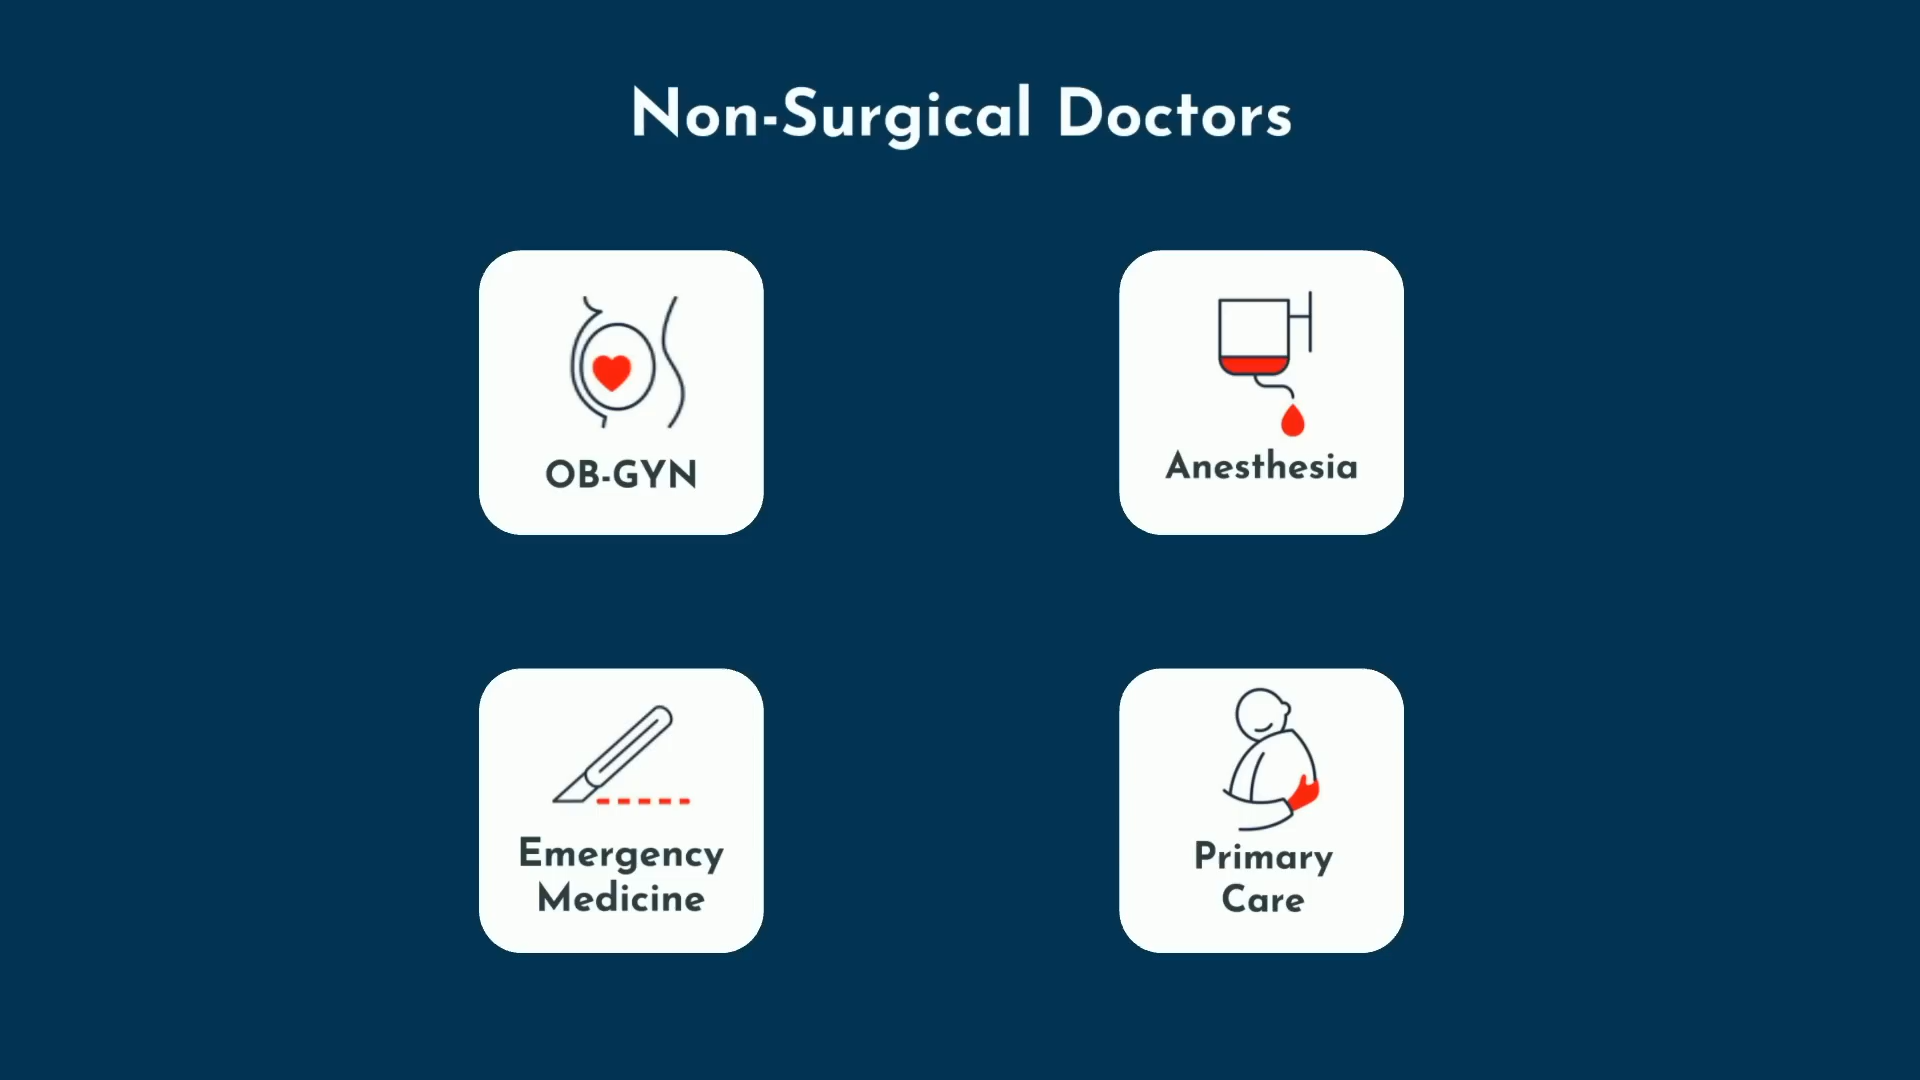 Non-Surgical Doctors
OB-GYN
Anesthesia
Emergency
Medicine
Primary
Care